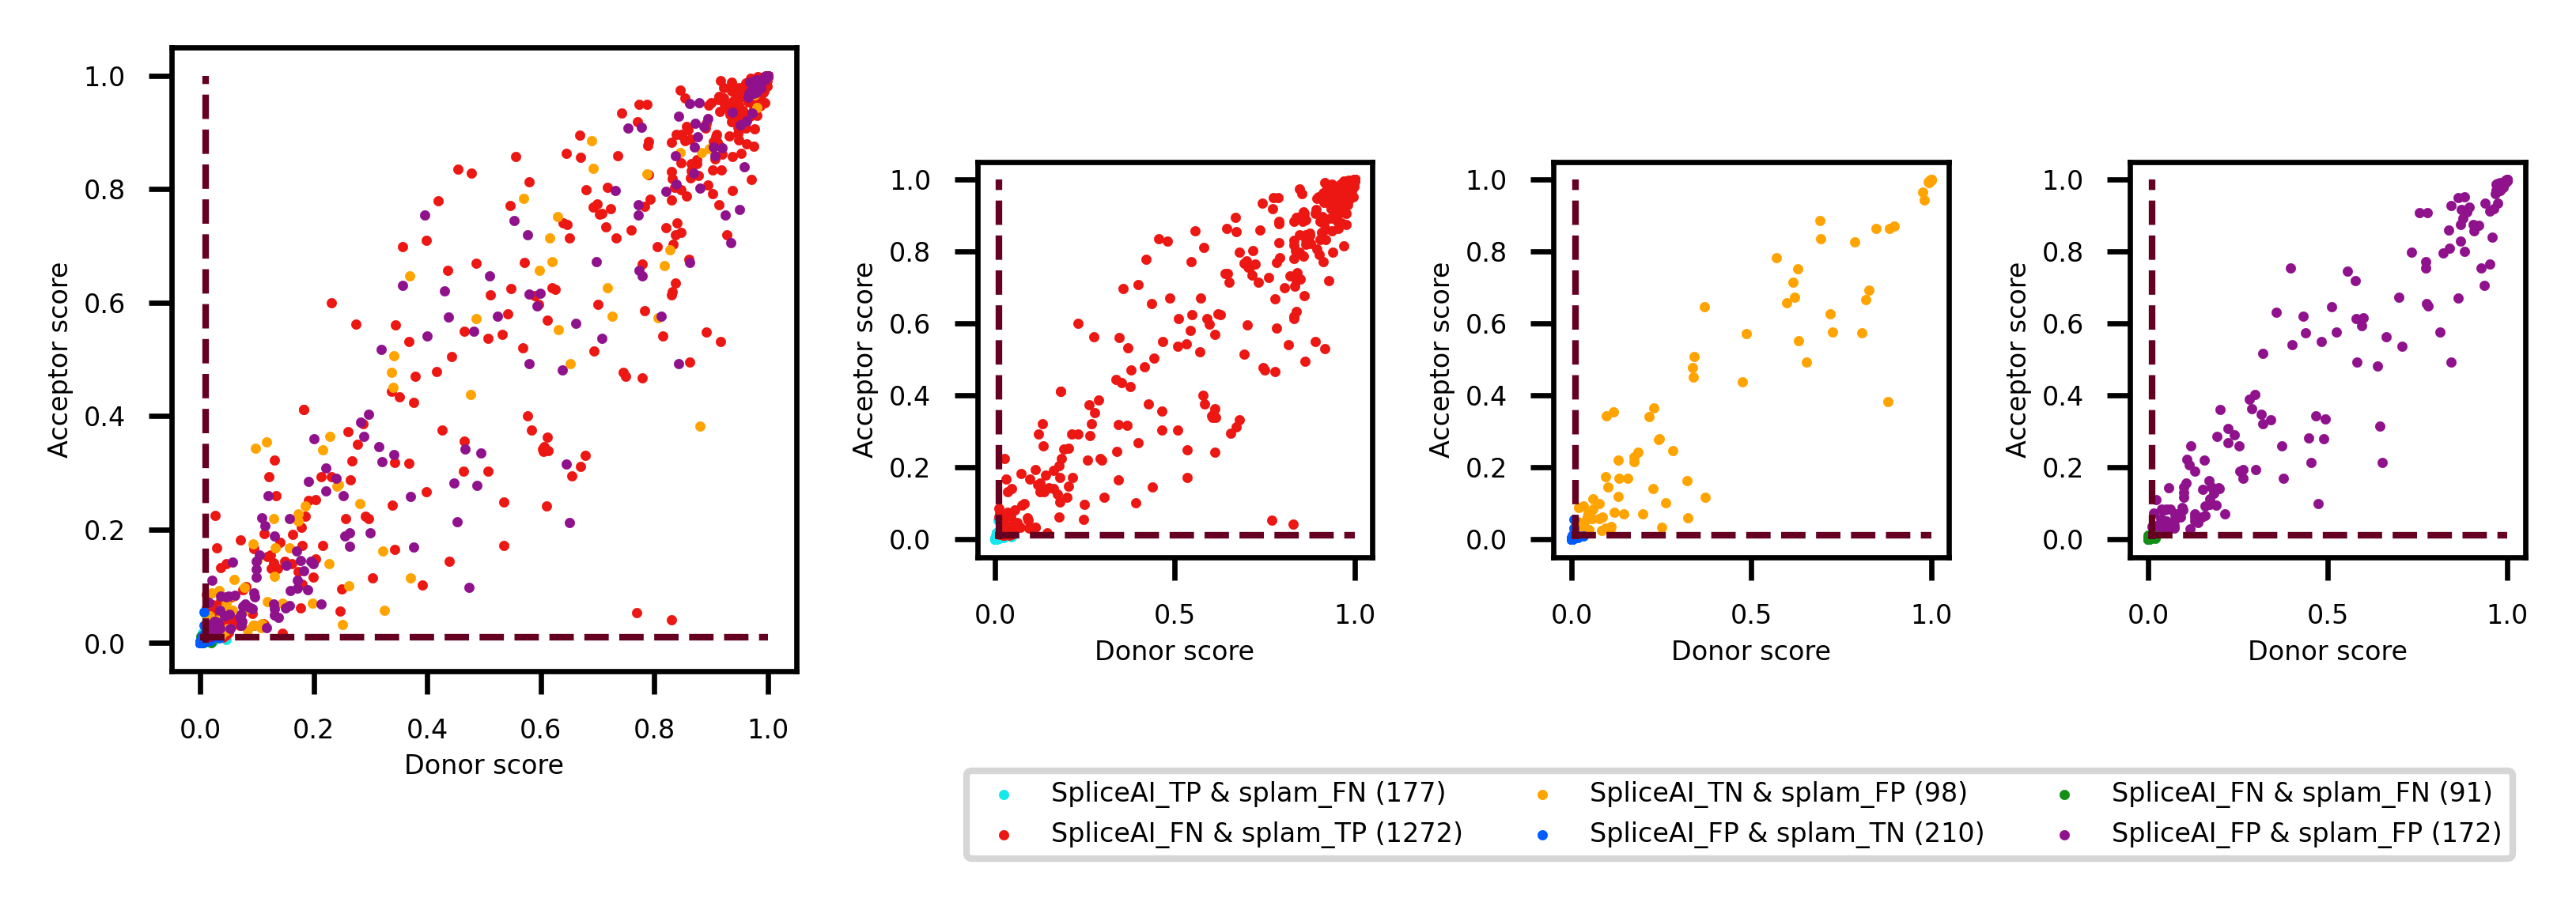 1.0
0.8
0.6
0.4
0.2
0.0
Acceptor score
0.0 0.2 0.4 0.6 0.8 1.0
Donor score
1.0
0.8
0.6
0.4
0.2
0.0
Acceptor score
0.0 0.5 1.0
Donor score
1.0
0.8
0.6
0.4
0.2
0.0
Acceptor score
0.0 0.5 1.0
Donor score
1.0
0.8
0.6
0.4
0.2
0.0
Acceptor score
0.0 0.5 1.0
Donor score
SpliceAI_TP & splam_FN (177)
SpliceAI_FN & splam_TP (1272)
SpliceAI_TN & splam_FP (98)
SpliceAI_FP & splam_TN (210)
SpliceAI_FN & splam_FN (91)
SpliceAI_FP & splam_FP (172)